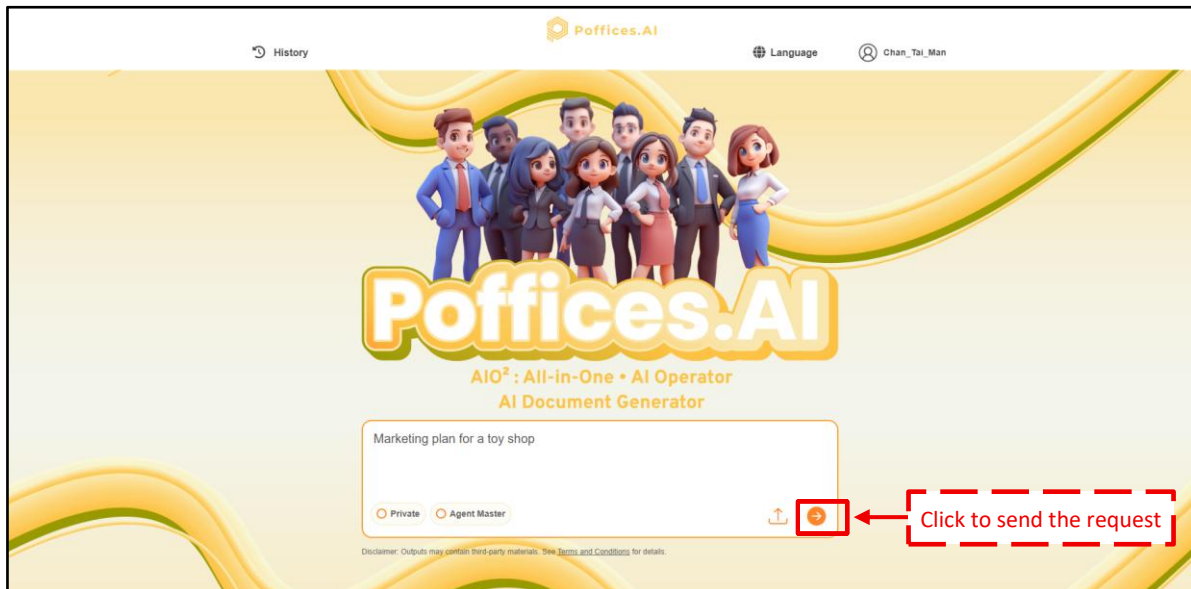 Poffices.AI
History
Language
Chan_Tai_Man
Poffices.AI
AIO² : All-in-One • AI Operator
AI Document Generator
Marketing plan for a toy shop
Private
Agent Master
Click to send the request
Disclaimer: Outputs may contain third-party materials. See Terms and Conditions for details.